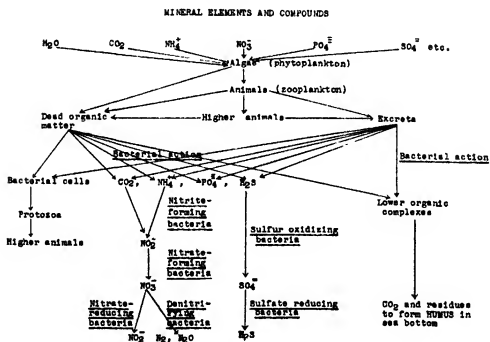 MINERAL ELEMENTS AND COMPOUNDS
H2O CO2 NH4+ NO3- PO4≡ SO4= etc.
Algae (phytoplankton)
Animals (zooplankton)
Dead organic matter
Higher animals
Excreta
Bacterial action
Bacterial action
Bacterial cells
CO2, NH4+, PO4≡, H2S
Lower organic complexes
Protozoa
Higher animals
Nitrite-
forming
bacteria
Sulfur oxidizing
bacteria
NO2-
Nitrate-
forming
bacteria
NO3-
SO4=
Nitrate-
reducing
bacteria
Denitri-
fying
bacteria
Sulfate reducing
bacteria
CO2 and residues
to form HUMUS in
sea bottom
NO2-
N2, N2O
H2S